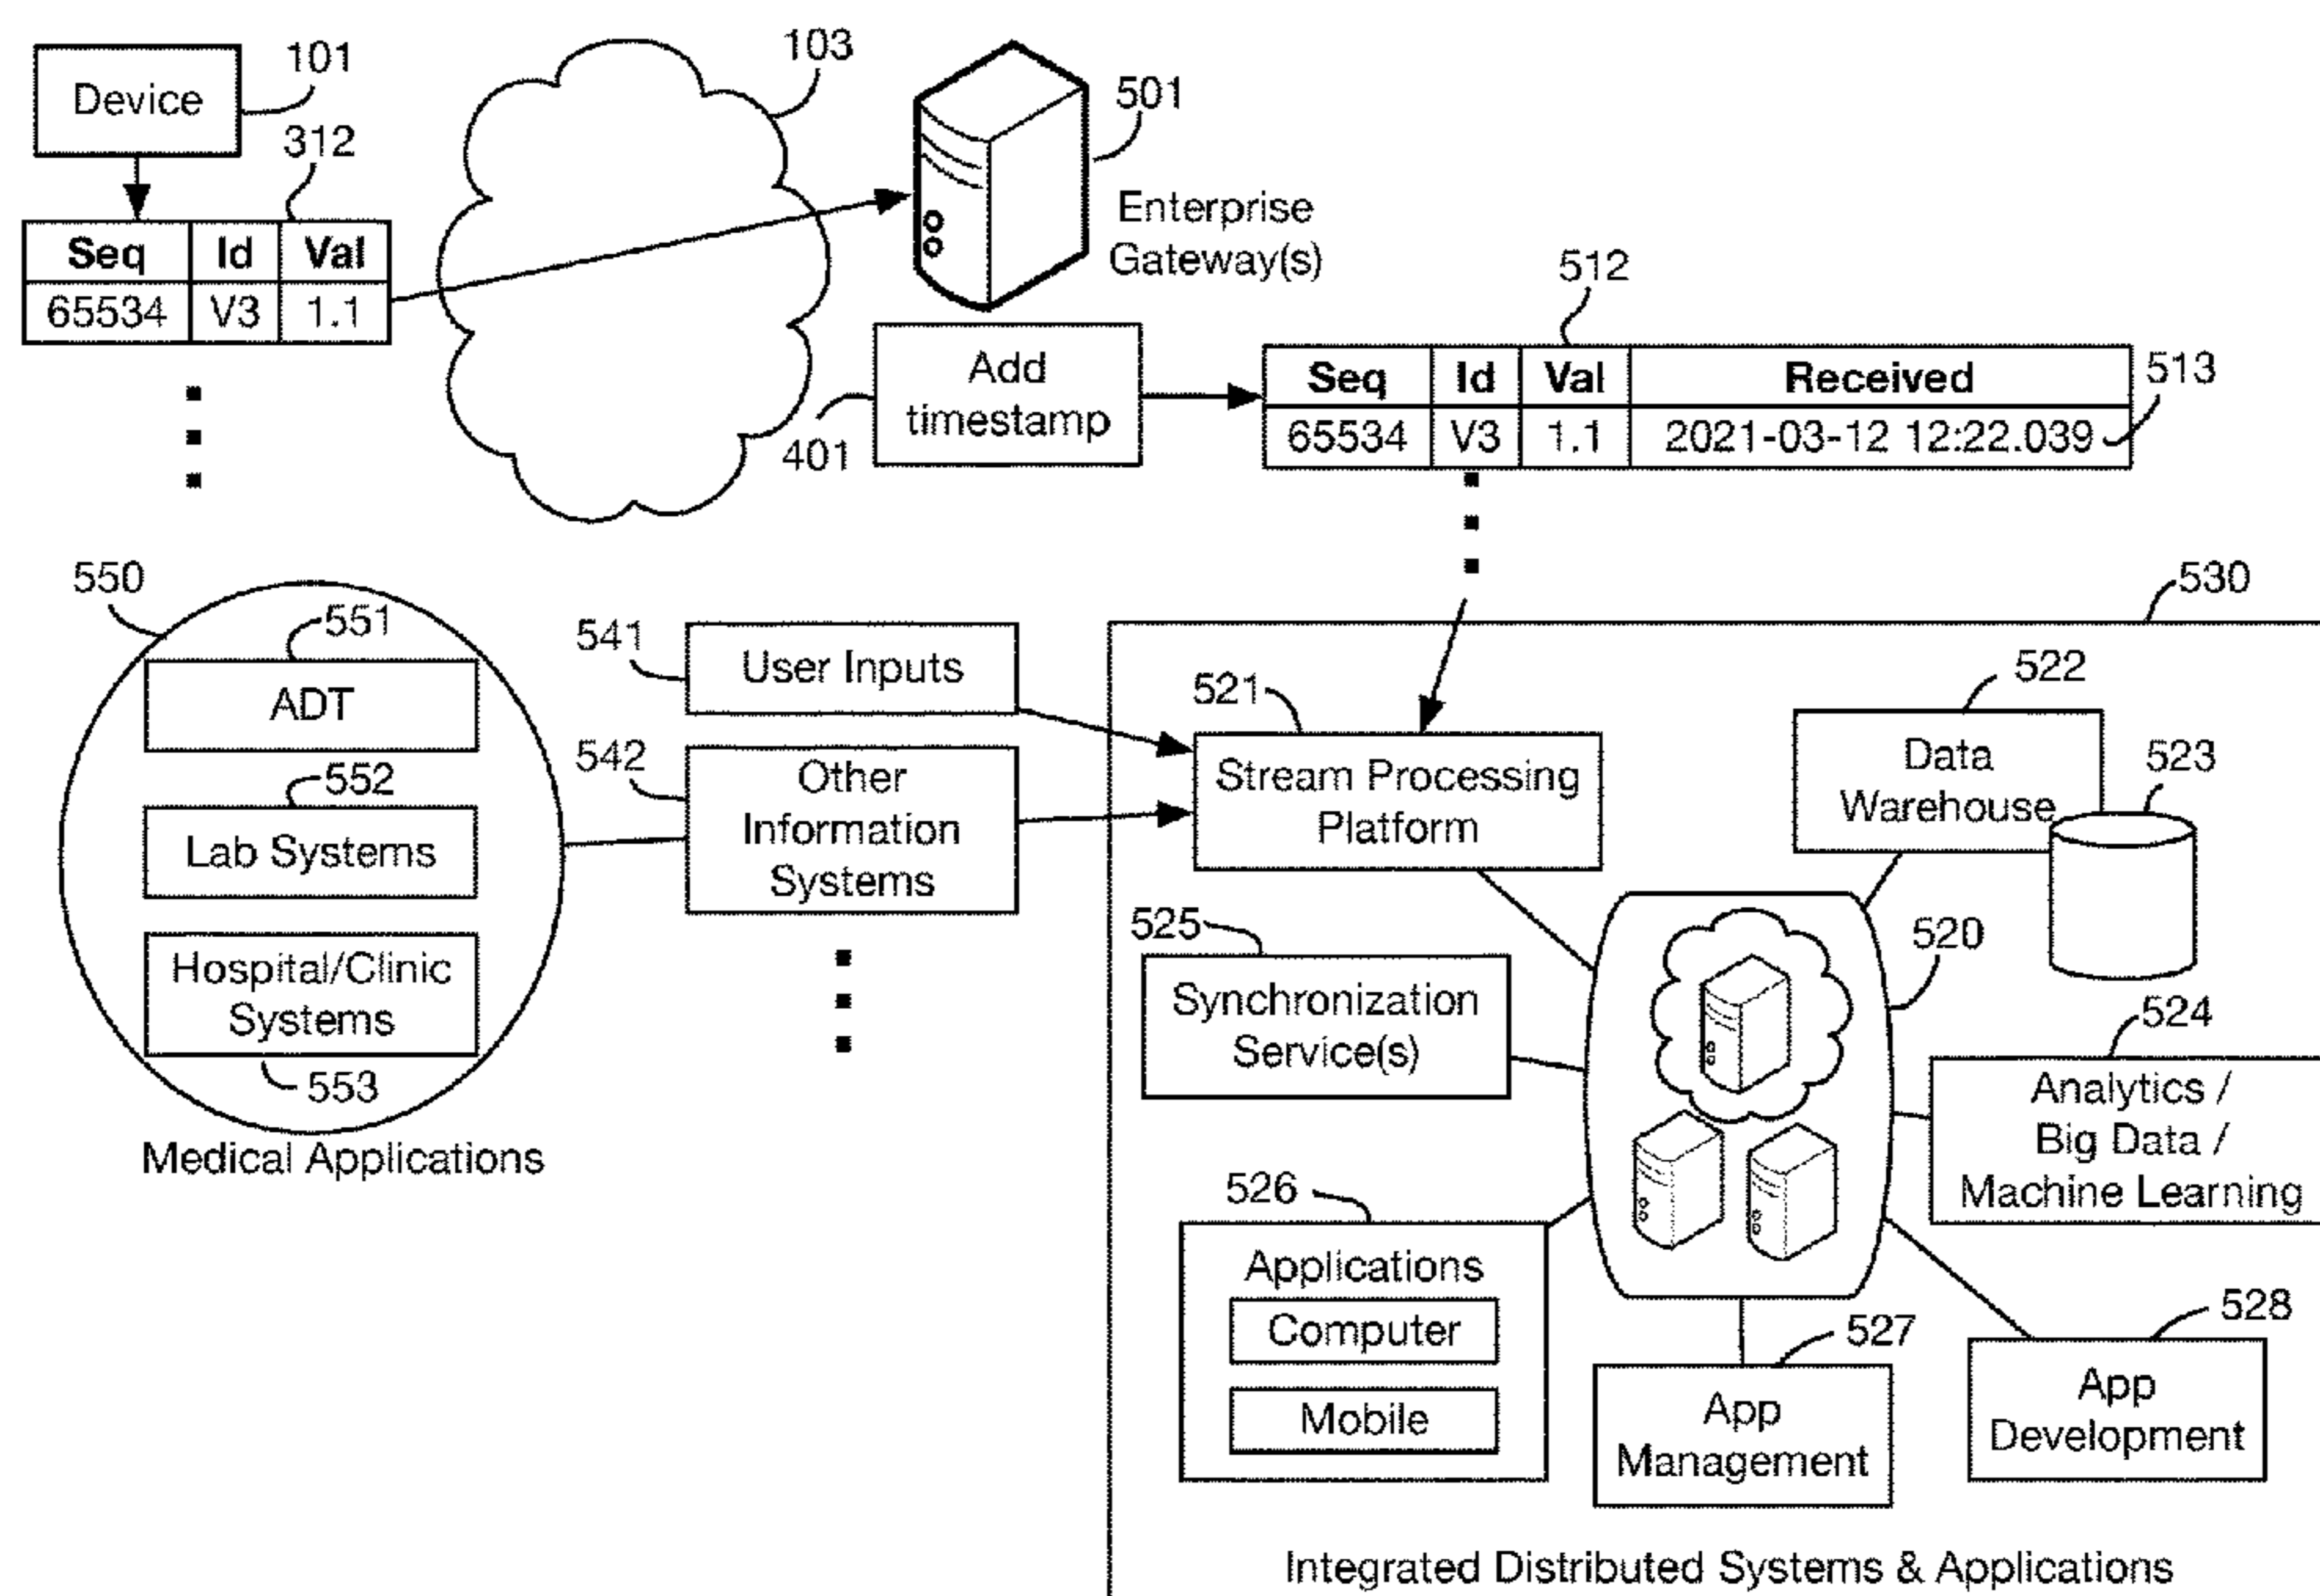 Device
101
312
Seq Id Val
65534 V3 1.1
103
501
Enterprise
Gateway(s)
Add
timestamp
401
512
Seq Id Val Received
65534 V3 1.1 2021-03-12 12:22.039
513
550
551
ADT
552
Lab Systems
Hospital/Clinic
Systems
553
Medical Applications
541
User Inputs
542
Other
Information
Systems
530
521
Stream Processing
Platform
522
Data
Warehouse
523
525
Synchronization
Service(s)
520
524
Analytics /
Big Data /
Machine Learning
526
Applications
Computer
Mobile
527
App
Management
528
App
Development
Integrated Distributed Systems & Applications